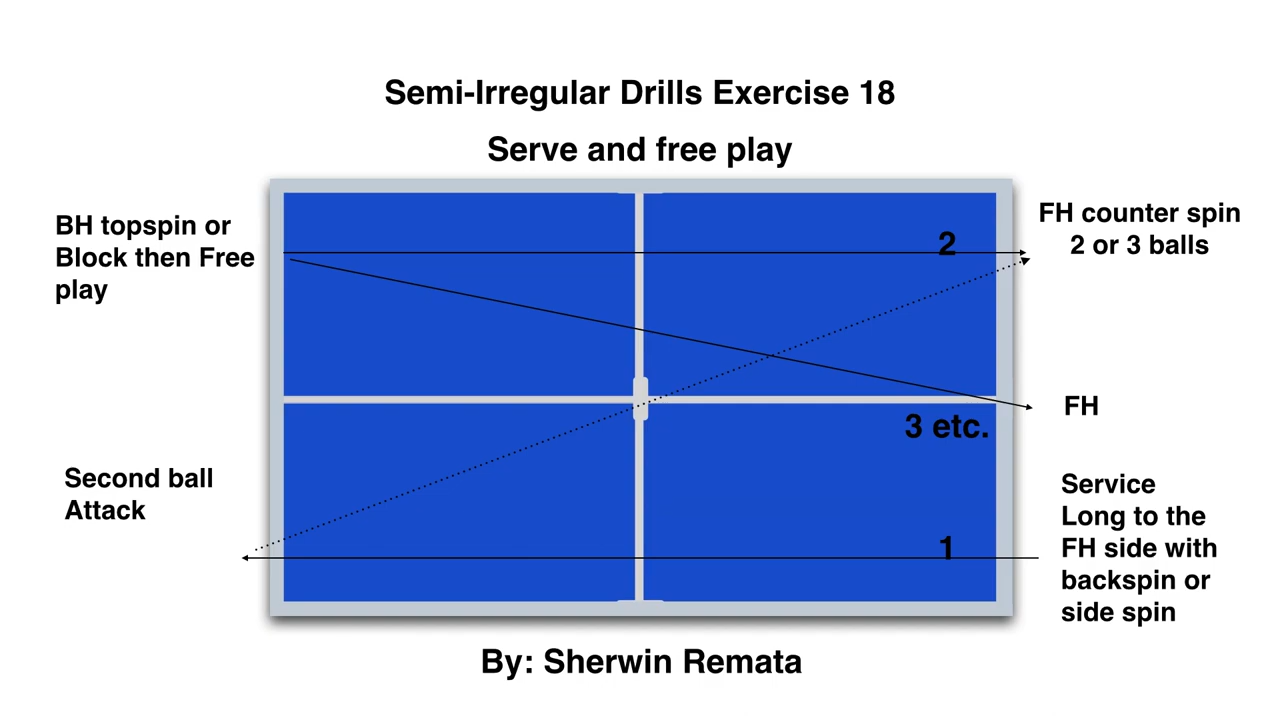 Semi-Irregular Drills Exercise 18
Serve and free play
BH topspin or
Block then Free
play
2
FH counter spin
2 or 3 balls
FH
3 etc.
Second ball
Attack
1
Service
Long to the
FH side with
backspin or
side spin
By: Sherwin Remata